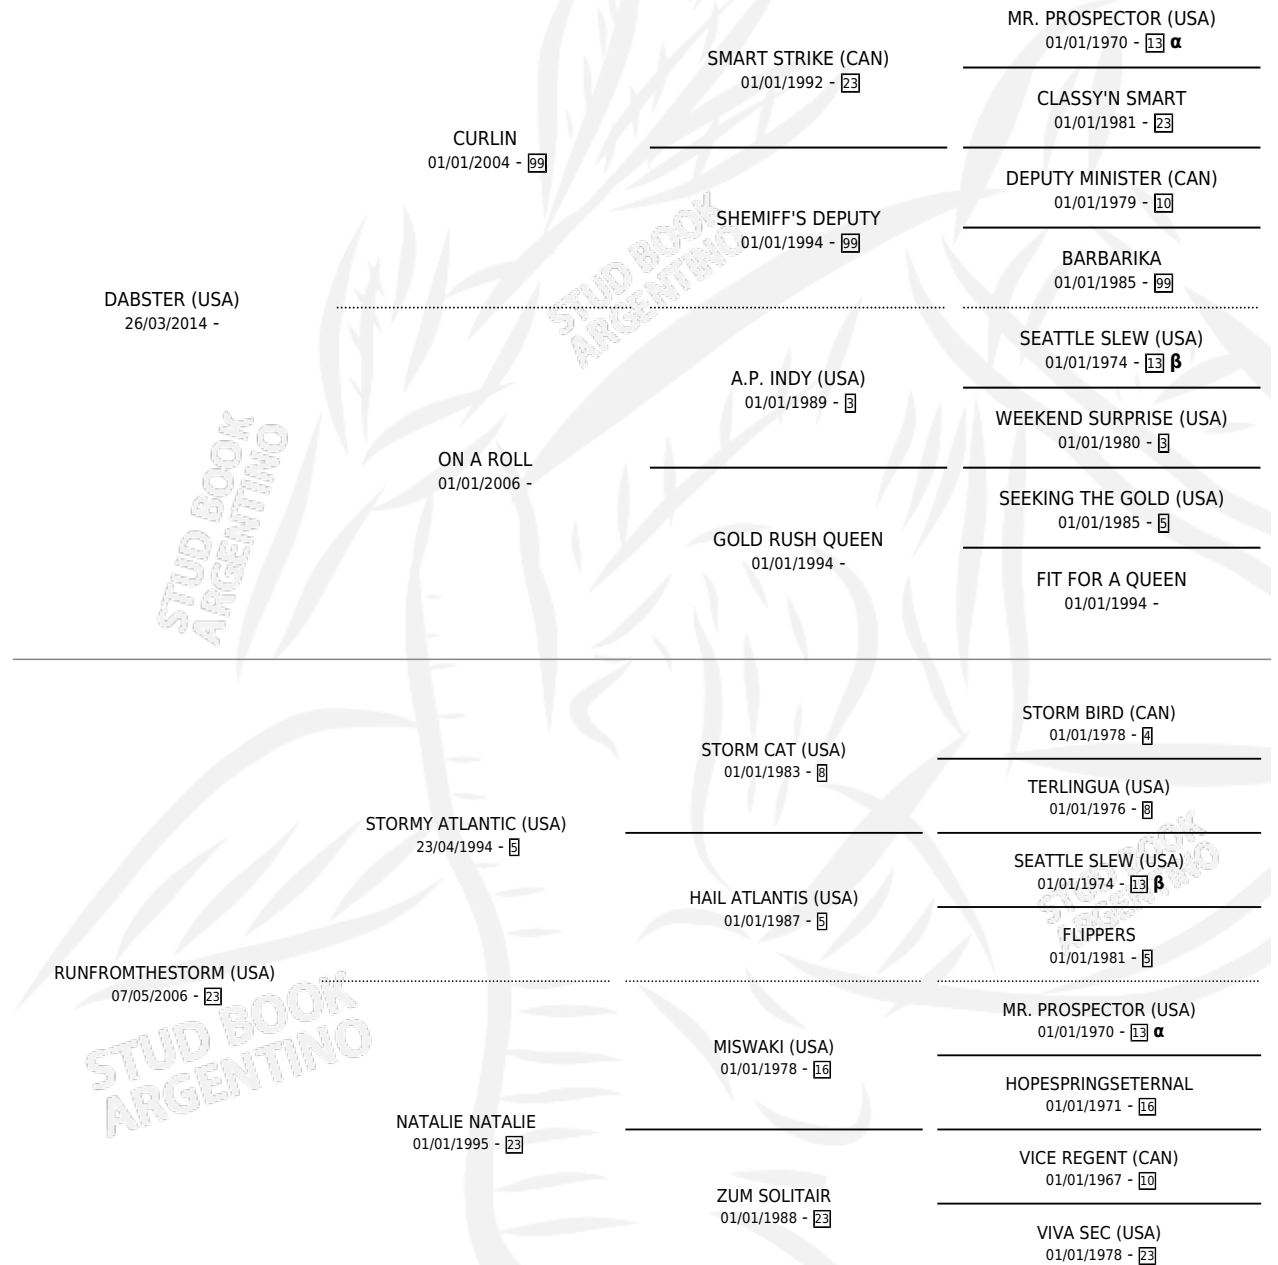 MR. PROSPECTOR (USA)
01/01/1970 - 13 α
SMART STRIKE (CAN)
01/01/1992 - 23
CLASSY'N SMART
01/01/1981 - 23
CURLIN
01/01/2004 - 99
DEPUTY MINISTER (CAN)
01/01/1979 - 10
SHEMIFF'S DEPUTY
01/01/1994 - 99
BARBARIKA
01/01/1985 - 99
DABSTER (USA)
26/03/2014 -
SEATTLE SLEW (USA)
01/01/1974 - 13 β
A.P. INDY (USA)
01/01/1989 - 3
WEEKEND SURPRISE (USA)
01/01/1980 - 3
ON A ROLL
01/01/2006 -
SEEKING THE GOLD (USA)
01/01/1985 - 5
GOLD RUSH QUEEN
01/01/1994 -
FIT FOR A QUEEN
01/01/1994 -
STORM BIRD (CAN)
01/01/1978 - 4
STORM CAT (USA)
01/01/1983 - 8
TERLINGUA (USA)
01/01/1976 - 8
STORMY ATLANTIC (USA)
23/04/1994 - 5
SEATTLE SLEW (USA)
01/01/1974 - 13 β
HAIL ATLANTIS (USA)
01/01/1987 - 5
FLIPPERS
01/01/1981 - 5
RUNFROMTHESTORM (USA)
07/05/2006 - 23
MR. PROSPECTOR (USA)
01/01/1970 - 13 α
MISWAKI (USA)
01/01/1978 - 16
HOPESPRINGSETERNAL
01/01/1971 - 16
NATALIE NATALIE
01/01/1995 - 23
VICE REGENT (CAN)
01/01/1967 - 10
ZUM SOLITAIR
01/01/1988 - 23
VIVA SEC (USA)
01/01/1978 - 23
STUD BOOK
ARGENTINO
STUD BOOK
ARGENTINO
STUD BOOK
ARGENTINO
STUD BOOK
ARGENTINO